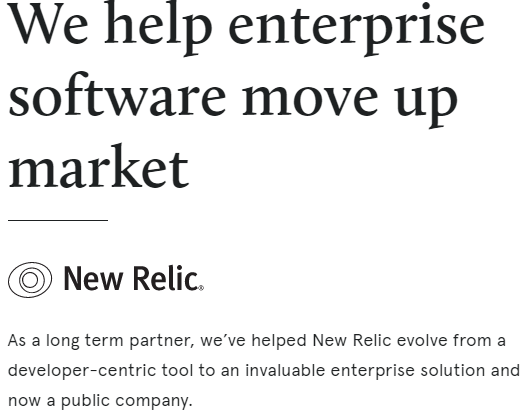 We help enterprise
software move up
market
New Relic®
As a long term partner, we’ve helped New Relic evolve from a
developer-centric tool to an invaluable enterprise solution and
now a public company.